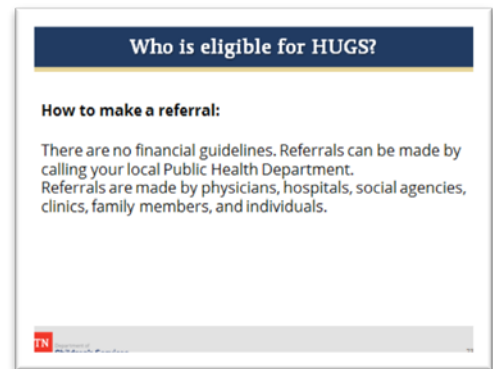 Who is eligible for HUGS?
How to make a referral:
There are no financial guidelines. Referrals can be made by
calling your local Public Health Department.
Referrals are made by physicians, hospitals, social agencies,
clinics, family members, and individuals.
TN
Department of